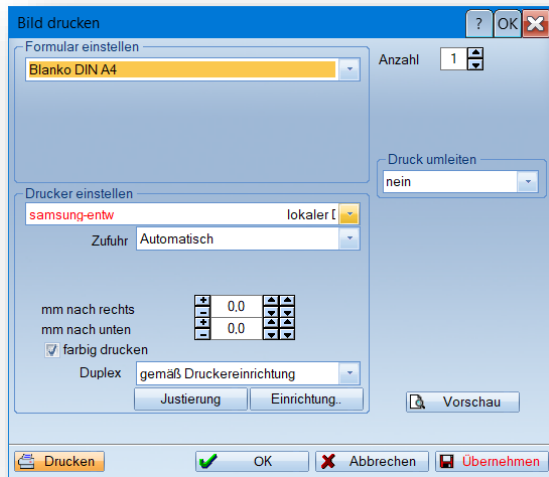 Bild drucken ? OK
Formular einstellen
Blanko DIN A4
Anzahl 1
Druck umleiten
nein
Drucker einstellen
samsung-entw lokaler
Zufuhr Automatisch
mm nach rechts + - 0,0
mm nach unten + - 0,0
farbig drucken
Duplex gemäß Druckereinrichtung
Justierung Einrichtung..
Vorschau
Drucken OK Abbrechen Übernehmen